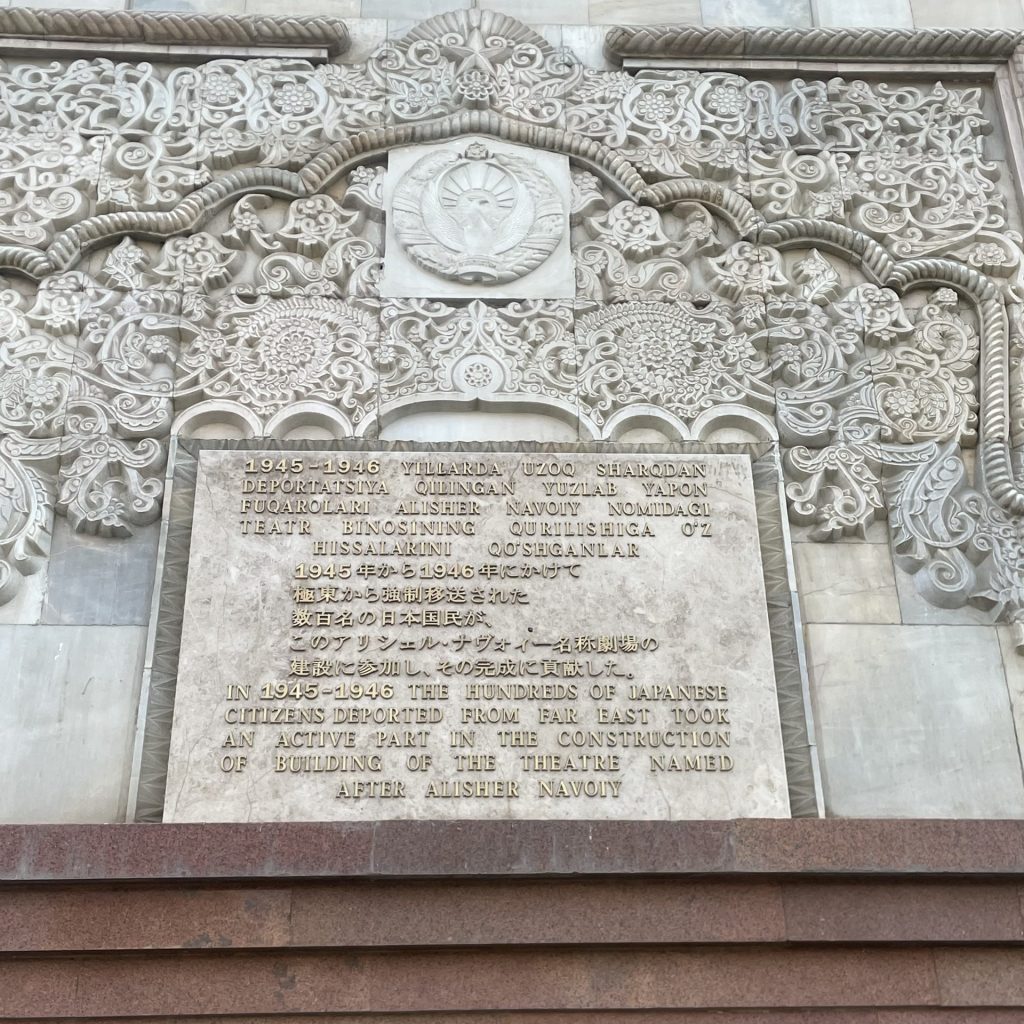 1945-1946 YILLARDA UZOQ SHARQDAN
DEPORTATSIYA QILINGAN YUZLAB YAPON
FUQAROLARI ALISHER NAVOIY NOMIDAGI
TEATR BINOSINING QURILISHIGA O'Z
HISSALARINI QO'SHGANLAR
1945年から1946年にかけて
極東から強制移送された
数百名の日本国民が、
このアリシェル・ナヴォイー名称劇場の
建設に参加し、その完成に貢献した。
IN 1945-1946 THE HUNDREDS OF JAPANESE
CITIZENS DEPORTED FROM FAR EAST TOOK
AN ACTIVE PART IN THE CONSTRUCTION
OF BUILDING OF THE THEATRE NAMED
AFTER ALISHER NAVOIY